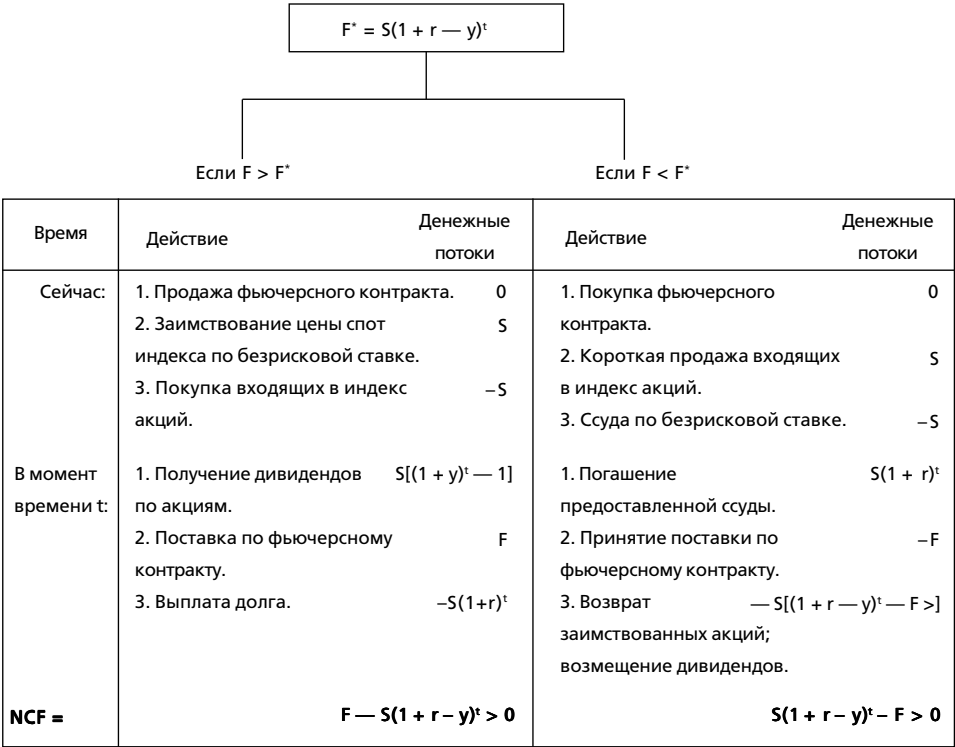 F* = S(1 + r — y)ᵗ
Если F > F*
Если F < F*
Время
Действие
Денежные
потоки
Действие
Денежные
потоки
Сейчас:
1. Продажа фьючерсного контракта. 0
2. Заимствование цены спот S
индекса по безрисковой ставке.
3. Покупка входящих в индекс –S
акций.
1. Покупка фьючерсного 0
контракта.
2. Короткая продажа входящих S
в индекс акций.
3. Ссуда по безрисковой ставке. –S
В момент
времени t:
1. Получение дивидендов S[(1 + y)ᵗ — 1]
по акциям.
2. Поставка по фьючерсному F
контракту.
3. Выплата долга. –S(1+r)ᵗ
1. Погашение S(1 + r)ᵗ
предоставленной ссуды.
2. Принятие поставки по –F
фьючерсному контракту.
3. Возврат — S[(1 + r — y)ᵗ — F >]
заимствованных акций;
возмещение дивидендов.
NCF =
F — S(1 + r – y)ᵗ > 0
S(1 + r – y)ᵗ – F > 0